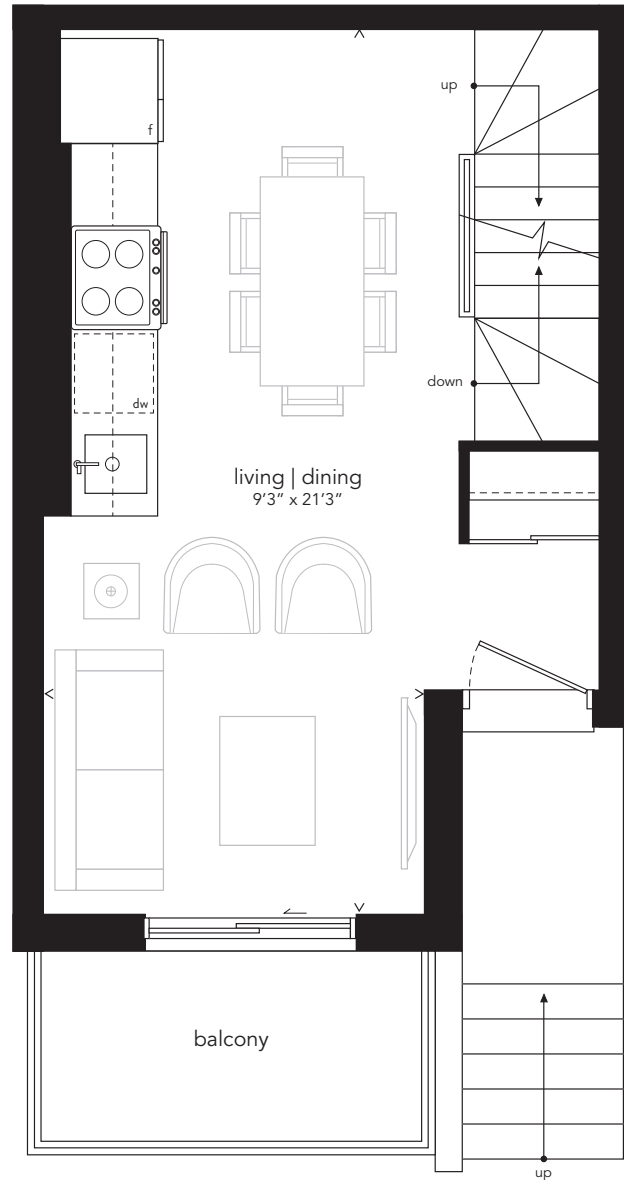 up
f
down
dw
living | dining
9’3” x 21’3”
balcony
up